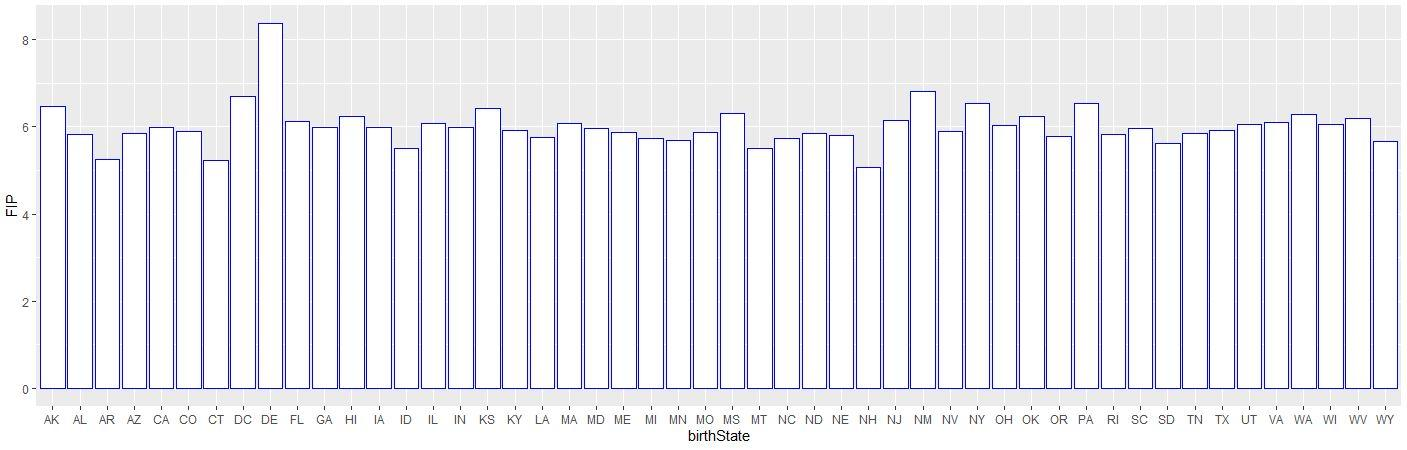 FIP
8
6
4
2
0
AK AL AR AZ CA CO CT DC DE FL GA HI IA ID IL IN KS KY LA MA MD ME MI MN MO MS MT NC ND NE NH NJ NM NV NY OH OK OR PA RI SC SD TN TX UT VA WA WI WV WY
birthState